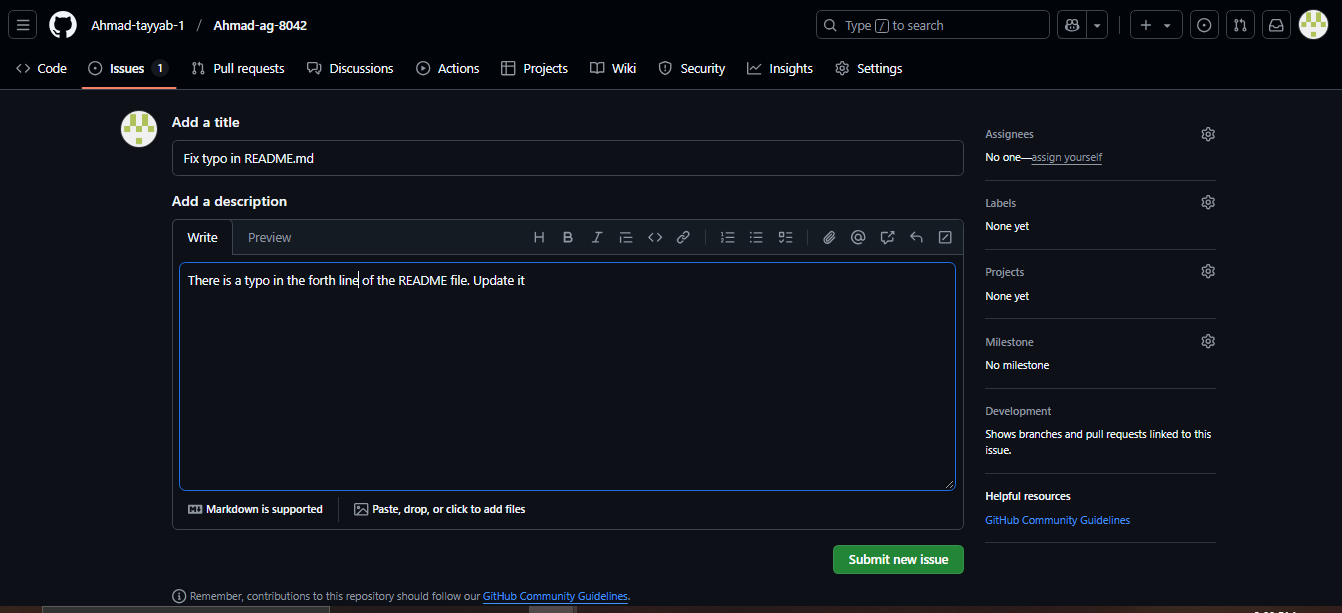 Ahmad-tayyab-1 / Ahmad-ag-8042
Type / to search
Code
Issues 1
Pull requests
Discussions
Actions
Projects
Wiki
Security
Insights
Settings
Add a title
Fix typo in README.md
Add a description
Write
Preview
There is a typo in the forth line of the README file. Update it
Markdown is supported
Paste, drop, or click to add files
Submit new issue
Remember, contributions to this repository should follow our GitHub Community Guidelines.
Assignees
No one—assign yourself
Labels
None yet
Projects
None yet
Milestone
No milestone
Development
Shows branches and pull requests linked to this
issue.
Helpful resources
GitHub Community Guidelines